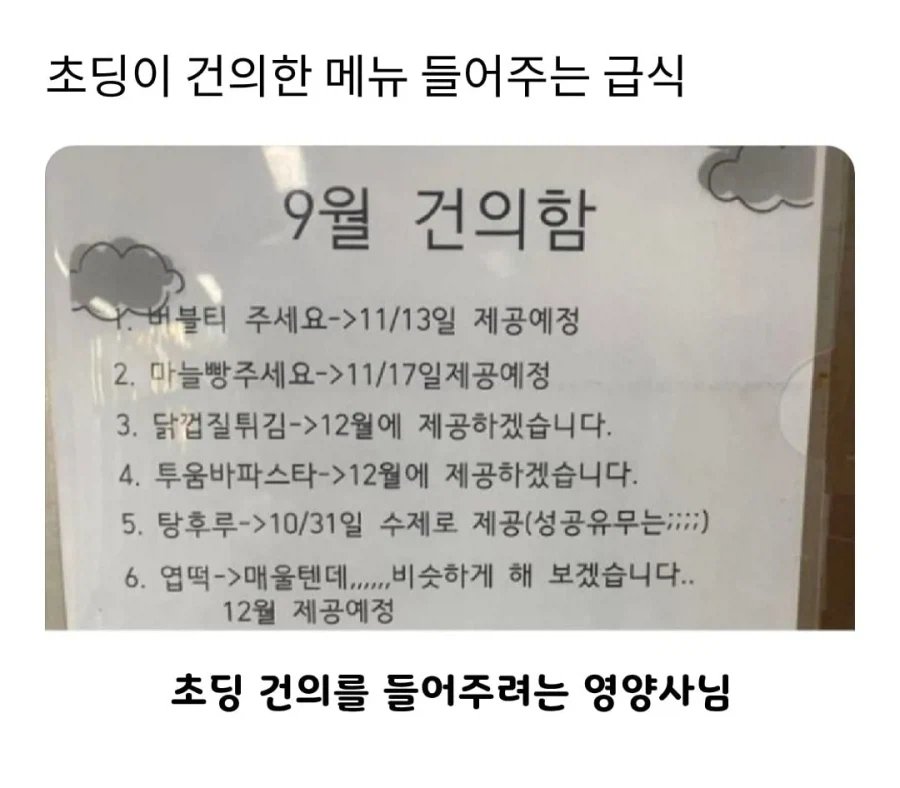 초딩이 건의한 메뉴 들어주는 급식
9월 건의함
1. 버블티 주세요->11/13일 제공예정
2. 마늘빵주세요->11/17일제공예정
3. 닭껍질튀김->12월에 제공하겠습니다.
4. 투움바파스타->12월에 제공하겠습니다.
5. 탕후루->10/31일 수제로 제공(성공유무는;;;;)
6. 엽떡->매울텐데,,,,,,비슷하게 해 보겠습니다..
12월 제공예정
초딩 건의를 들어주려는 영양사님